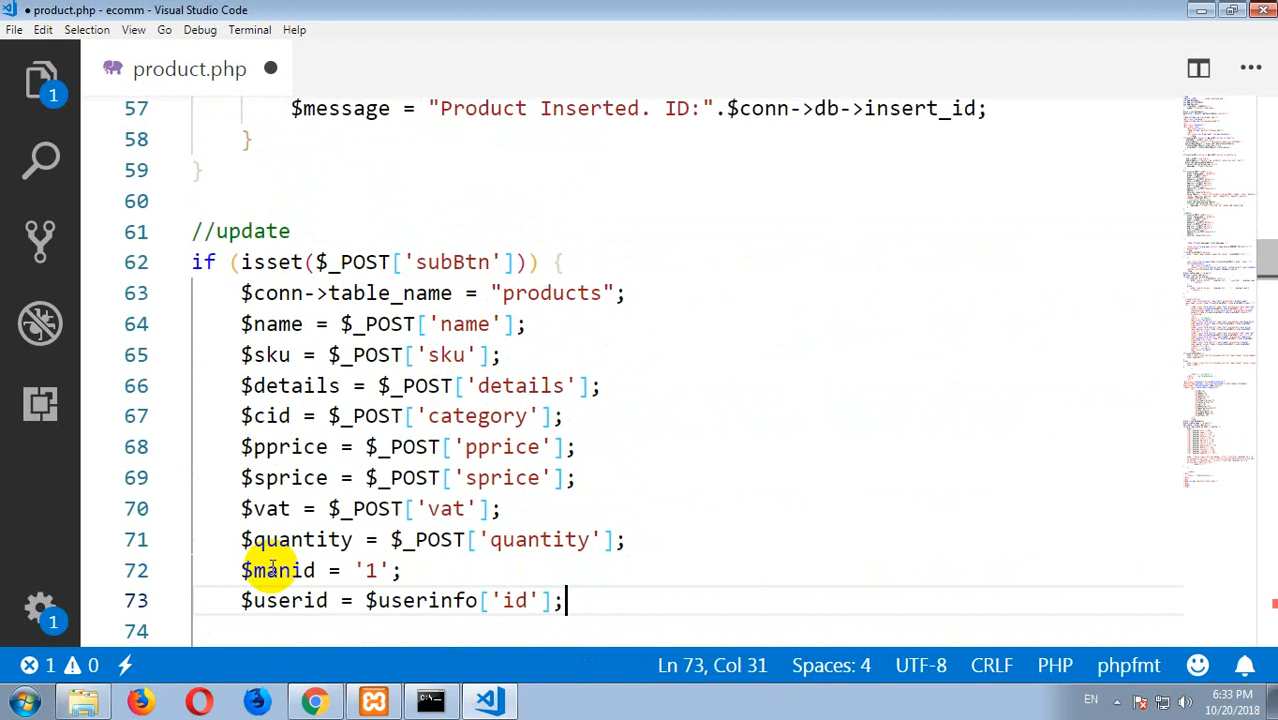 product.php - ecomm - Visual Studio Code
File Edit Selection View Go Debug Terminal Help
1
product.php
57 $message = "Product Inserted. ID:".$conn->db->insert_id;
58 }
59 }
60
61 //update
62 if (isset($_POST['subBtn'])) {
63 $conn->table_name = "products";
64 $name = $_POST['name'];
65 $sku = $_POST['sku'];
66 $details = $_POST['details'];
67 $cid = $_POST['category'];
68 $pprice = $_POST['pprice'];
69 $sprice = $_POST['sprice'];
70 $vat = $_POST['vat'];
71 $quantity = $_POST['quantity'];
72 $manid = '1';
73 $userid = $userinfo['id'];
74
1
1 0 Ln 73, Col 31 Spaces: 4 UTF-8 CRLF PHP phpfmt
EN 6:33 PM
10/20/2018